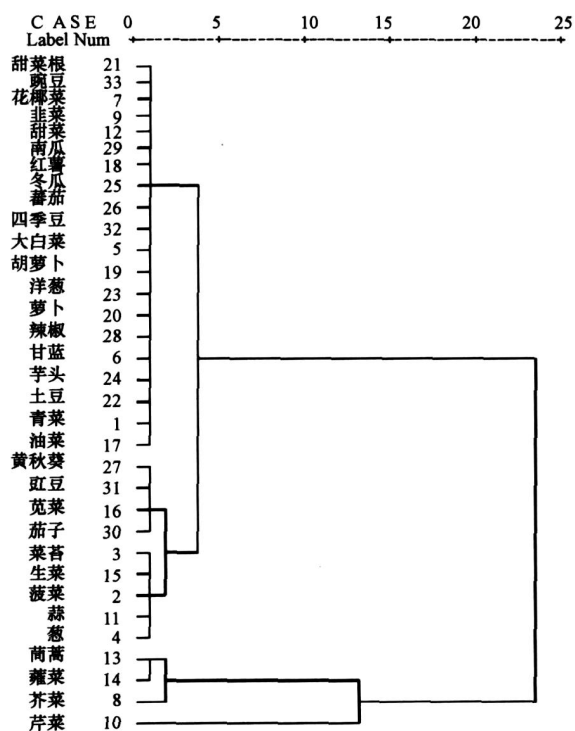 C A S E 0 5 10 15 20 25
Label Num
甜菜根 21
豌豆 33
花椰菜 7
韭菜 9
甜菜 12
南瓜 29
红薯 18
冬瓜 25
蕃茄 26
四季豆 32
大白菜 5
胡萝卜 19
洋葱 23
萝卜 20
辣椒 28
甘蓝 6
芋头 24
土豆 22
青菜 1
油菜 17
黄秋葵 27
豇豆 31
苋菜 16
茄子 30
菜苔 3
生菜 15
菠菜 2
蒜 11
葱 4
茼蒿 13
蕹菜 14
芥菜 8
芹菜 10